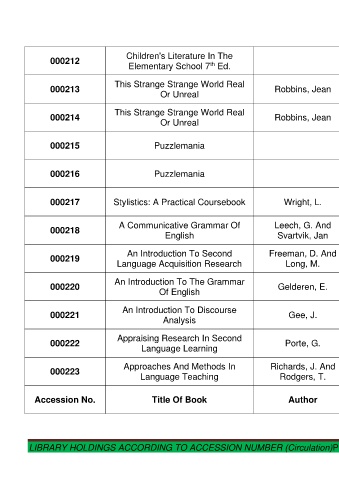 000212
Children's Literature In The
Elementary School 7th Ed.
000213
This Strange Strange World Real
Or Unreal
Robbins, Jean
000214
This Strange Strange World Real
Or Unreal
Robbins, Jean
000215
Puzzlemania
000216
Puzzlemania
000217
Stylistics: A Practical Coursebook
Wright, L.
000218
A Communicative Grammar Of
English
Leech, G. And
Svartvik, Jan
000219
An Introduction To Second
Language Acquisition Research
Freeman, D. And
Long, M.
000220
An Introduction To The Grammar
Of English
Gelderen, E.
000221
An Introduction To Discourse
Analysis
Gee, J.
000222
Appraising Research In Second
Language Learning
Porte, G.
000223
Approaches And Methods In
Language Teaching
Richards, J. And
Rodgers, T.
Accession No.
Title Of Book
Author
LIBRARY HOLDINGS ACCORDING TO ACCESSION NUMBER (Circulation)P